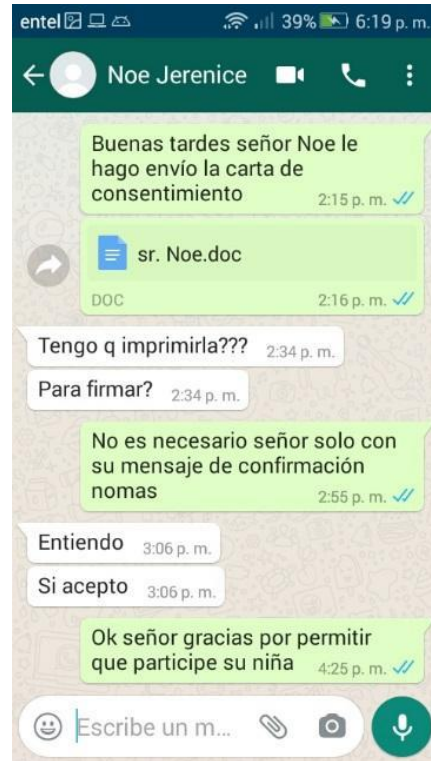 entel 39% 6:19 p. m.
Noe Jerenice
Buenas tardes señor Noe le
hago envío la carta de
consentimiento
2:15 p. m.
sr. Noe.doc
DOC 2:16 p. m.
Tengo q imprimirla??? 2:34 p. m.
Para firmar? 2:34 p. m.
No es necesario señor solo con
su mensaje de confirmación
nomas
2:55 p. m.
Entiendo 3:06 p. m.
Si acepto 3:06 p. m.
Ok señor gracias por permitir
que participe su niña 4:25 p. m.
Escribe un m...